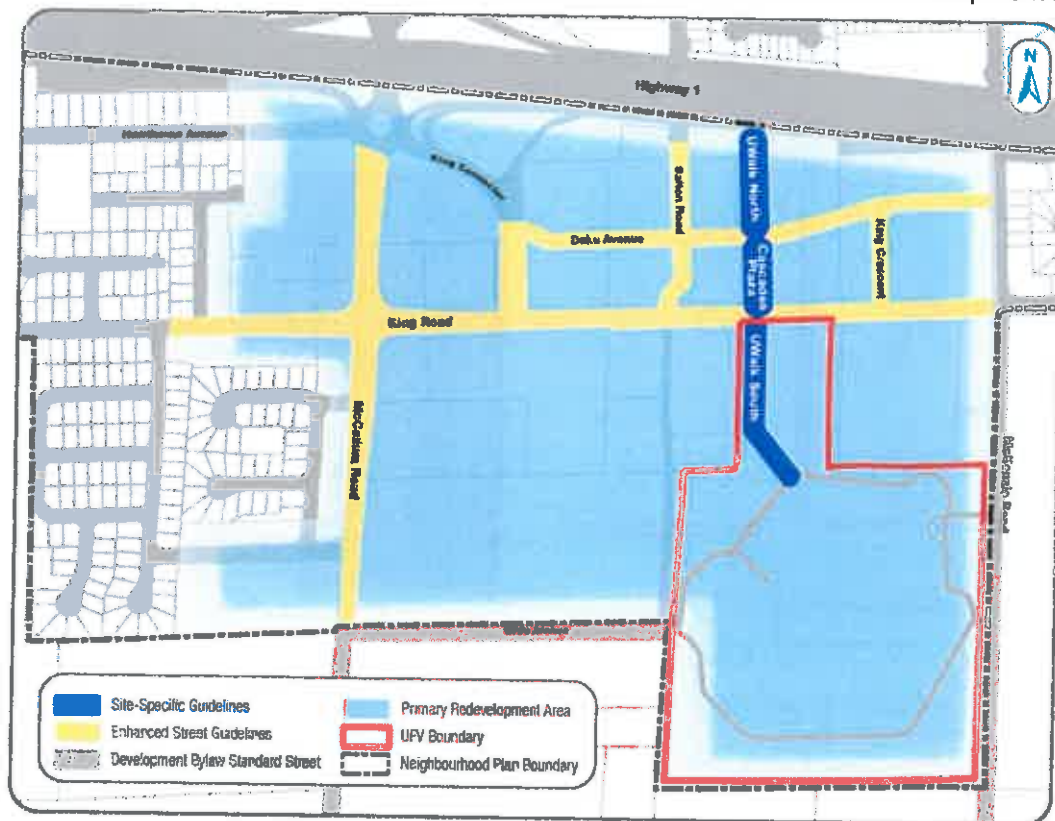 N
Highway 1
Hawthorne Avenue
King Connector
UWalk North
Sutton Road
Dahu Avenue
King Crescent
Cascades
Plaza
King Road
UWalk South
McCallum Road
McKenzie Road
Site-Specific Guidelines
Enhanced Street Guidelines
Development Bylaw Standard Street
Primary Redevelopment Area
UFV Boundary
Neighbourhood Plan Boundary